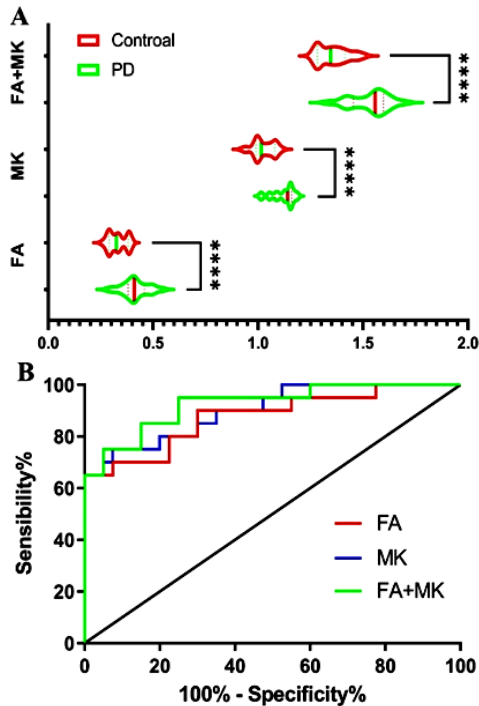 A
Controal
PD
FA+MK
****
MK
****
FA
****
0.0 0.5 1.0 1.5 2.0
B
100
80
60
40
20
0
Sensibility%
FA
MK
FA+MK
0 20 40 60 80 100
100% - Specificity%